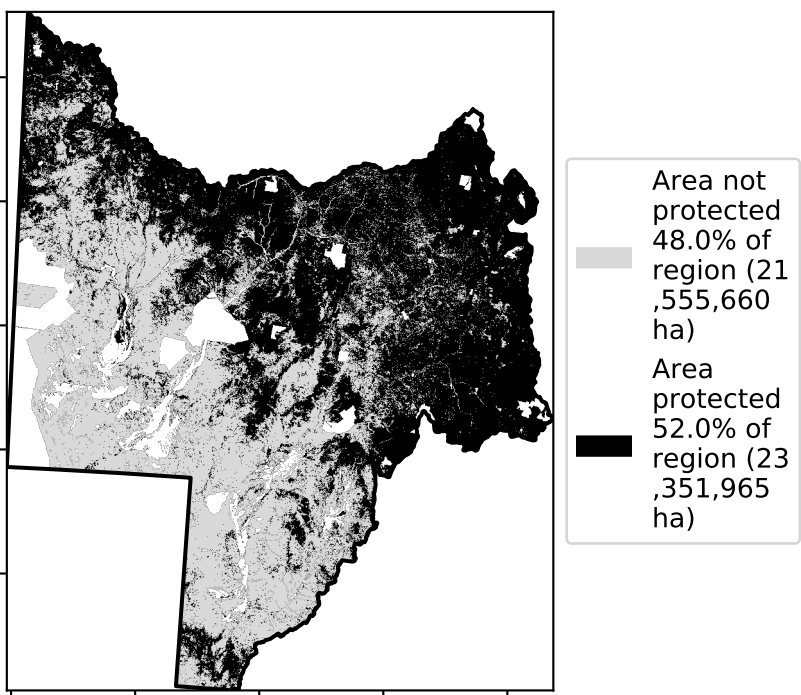 Area not
protected
48.0% of
region (21
,555,660
ha)
Area
protected
52.0% of
region (23
,351,965
ha)